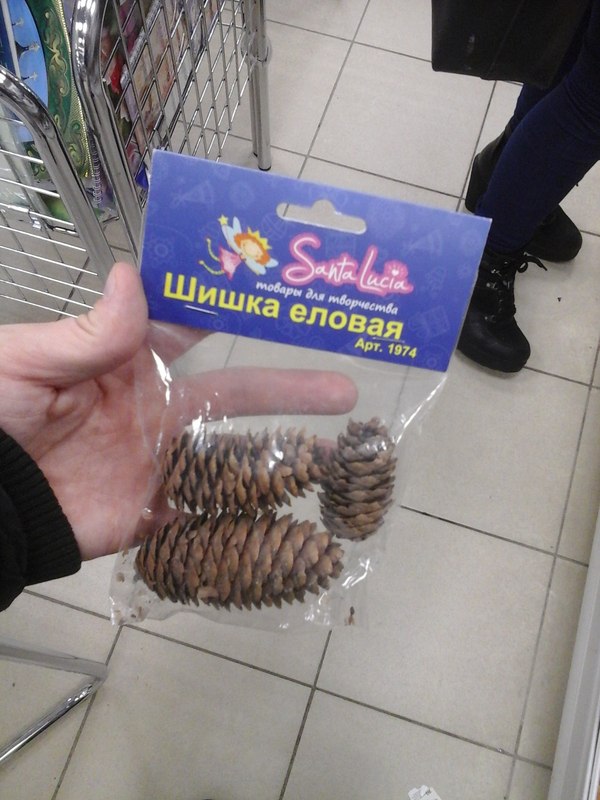 Santa Lucia
товары для творчества
Шишка еловая
Арт. 1974